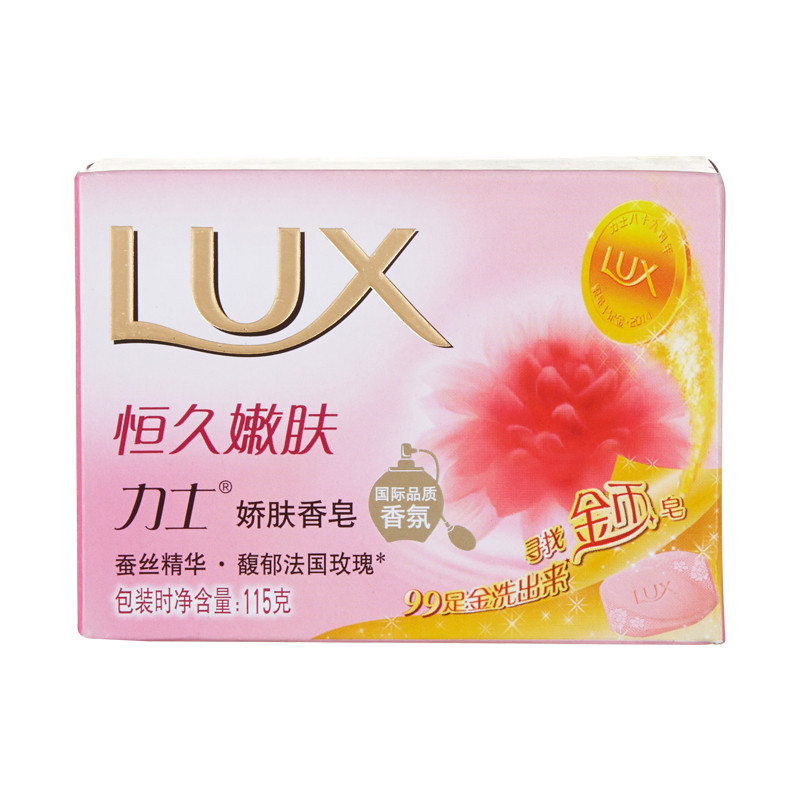 LUX
恒久嫩肤
力士®
娇肤香皂
蚕丝精华·馥郁法国玫瑰*
包装时净含量:115克
国际品质
香氛
LUX
2014
寻找金币皂
99足金洗出来
LUX